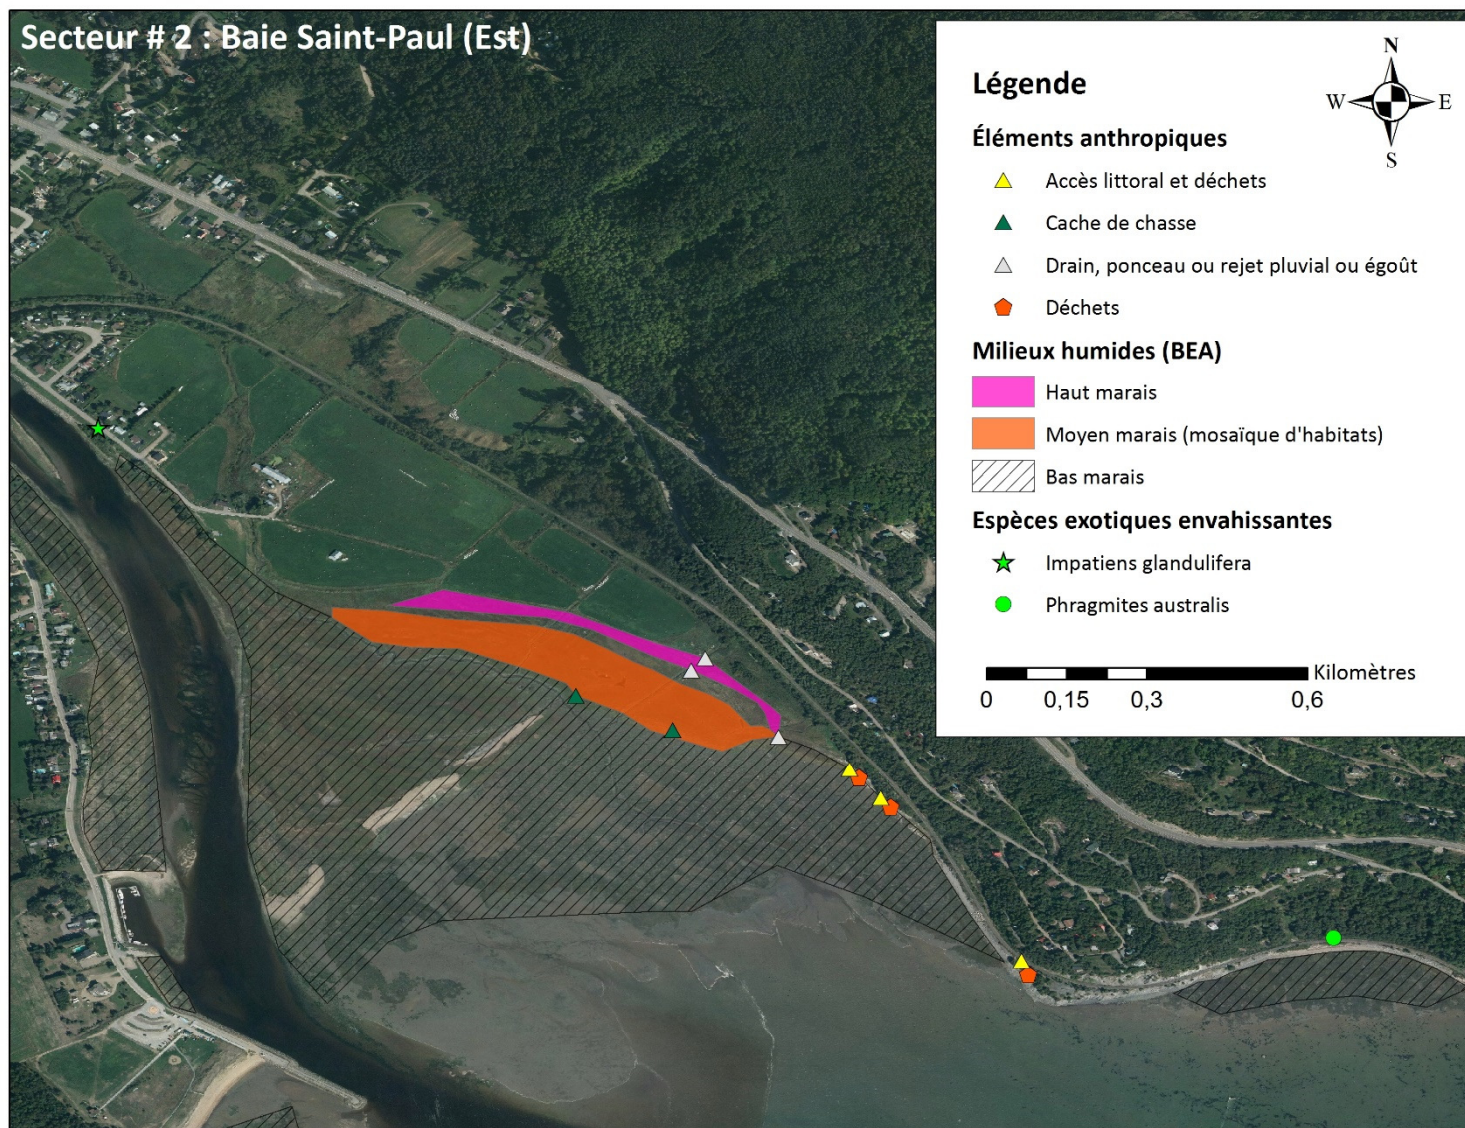 Secteur # 2 : Baie Saint-Paul (Est)
Légende
N
W E
S
Éléments anthropiques
Accès littoral et déchets
Cache de chasse
Drain, ponceau ou rejet pluvial ou égoût
Déchets
Milieux humides (BEA)
Haut marais
Moyen marais (mosaïque d'habitats)
Bas marais
Espèces exotiques envahissantes
Impatiens glandulifera
Phragmites australis
Kilomètres
0 0,15 0,3 0,6